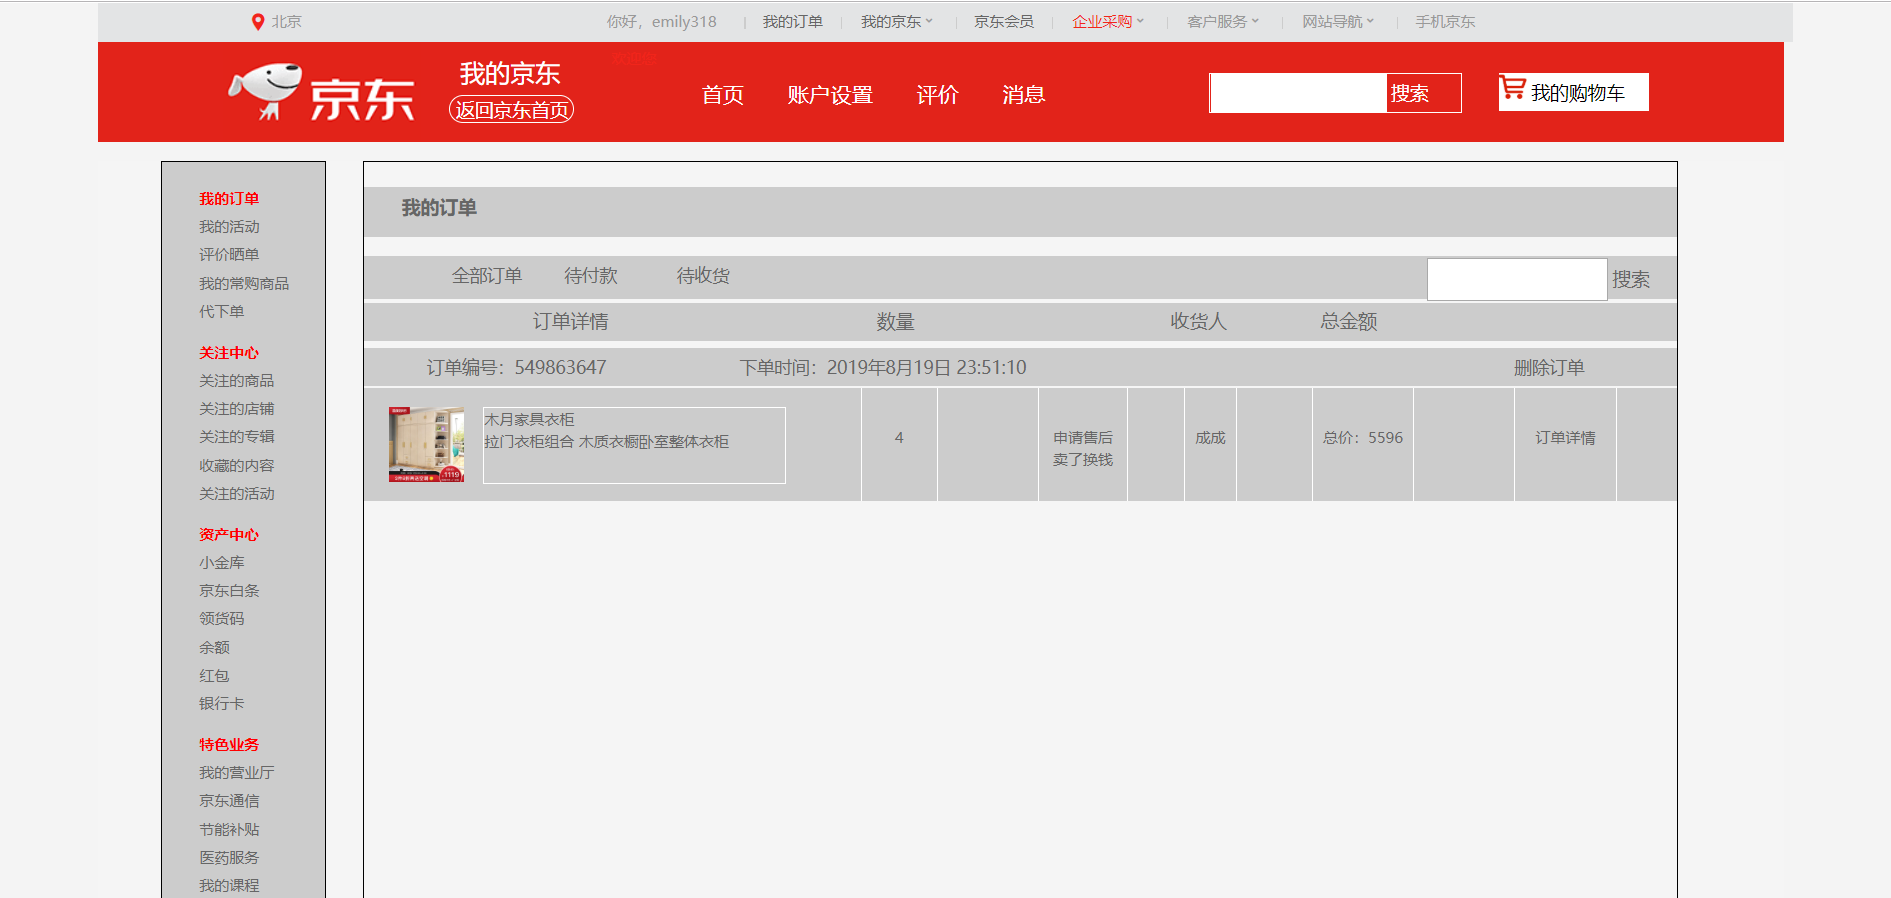 北京
你好，emily318 | 我的订单 | 我的京东 | 京东会员 | 企业采购 | 客户服务 | 网站导航 | 手机京东
欢迎您
京东
我的京东
返回京东首页
首页 账户设置 评价 消息
搜索
我的购物车
我的订单
我的活动
评价晒单
我的常购商品
代下单
关注中心
关注的商品
关注的店铺
关注的专辑
收藏的内容
关注的活动
资产中心
小金库
京东白条
领货码
余额
红包
银行卡
特色业务
我的营业厅
京东通信
节能补贴
医药服务
我的课程
我的订单
全部订单 待付款 待收货 搜索
订单详情 数量 收货人 总金额
订单编号：549863647 下单时间：2019年8月19日 23:51:10 删除订单
1119
木月家具衣柜
拉门衣柜组合 木质衣橱卧室整体衣柜
4
申请售后
卖了换钱
成成
总价：5596
订单详情